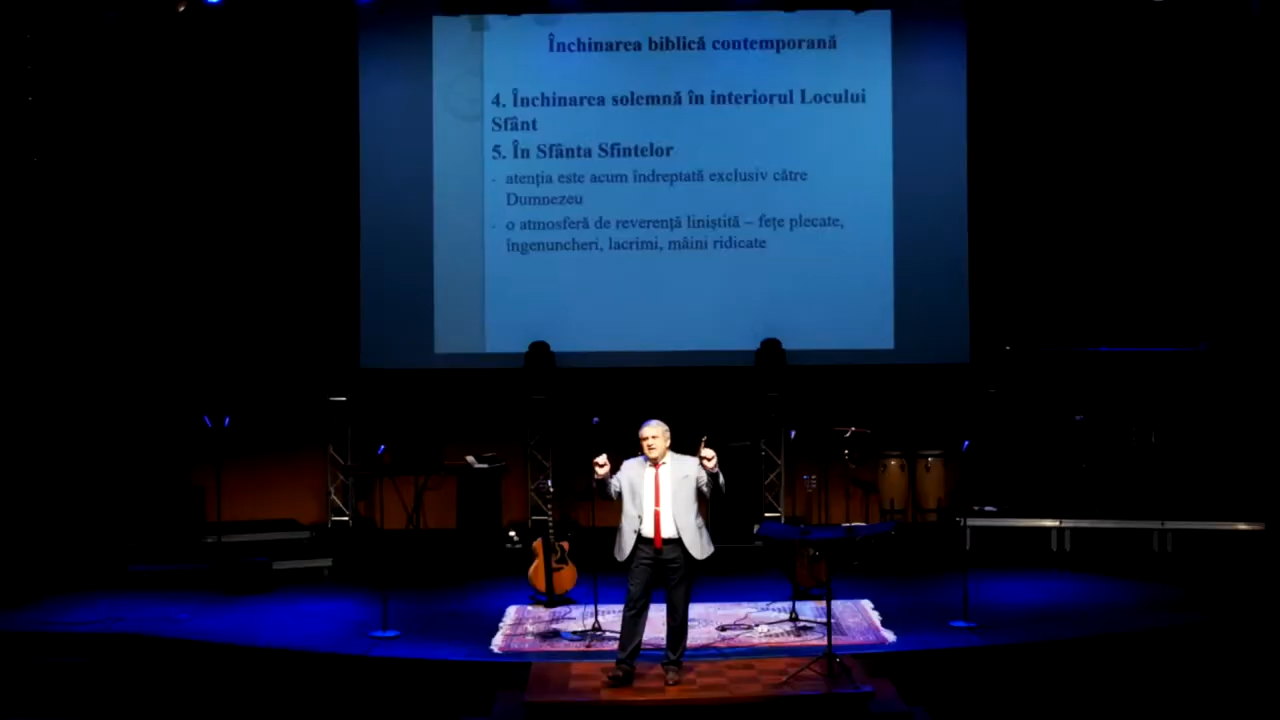 Închinarea biblică contemporană
4. Închinarea solemnă în interiorul Locului
Sfânt
5. În Sfânta Sfintelor
- atenția este acum îndreptată exclusiv către
Dumnezeu
- o atmosferă de reverență liniștită – fețe plecate,
îngenuncheri, lacrimi, mâini ridicate